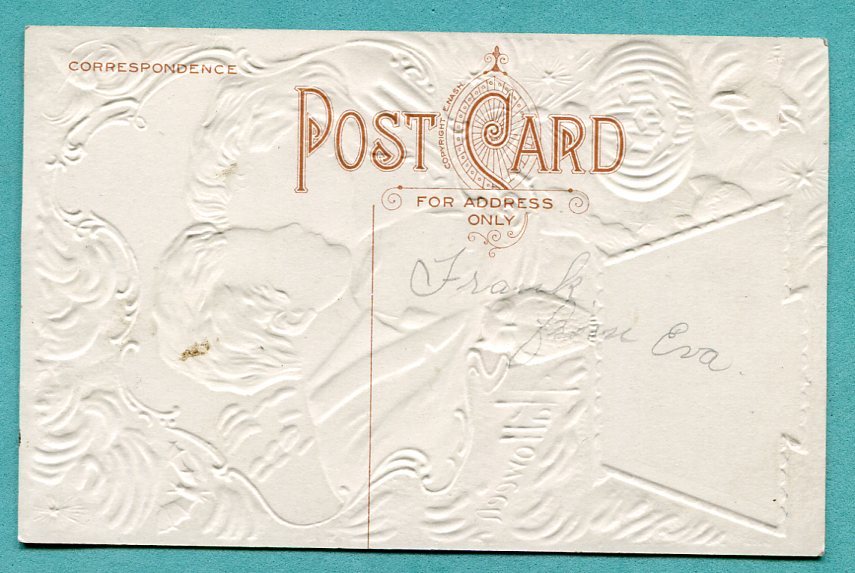 CORRESPONDENCE
POST CARD
COPYRIGHT E. NASH
FOR ADDRESS
ONLY
Frank
from Eva.